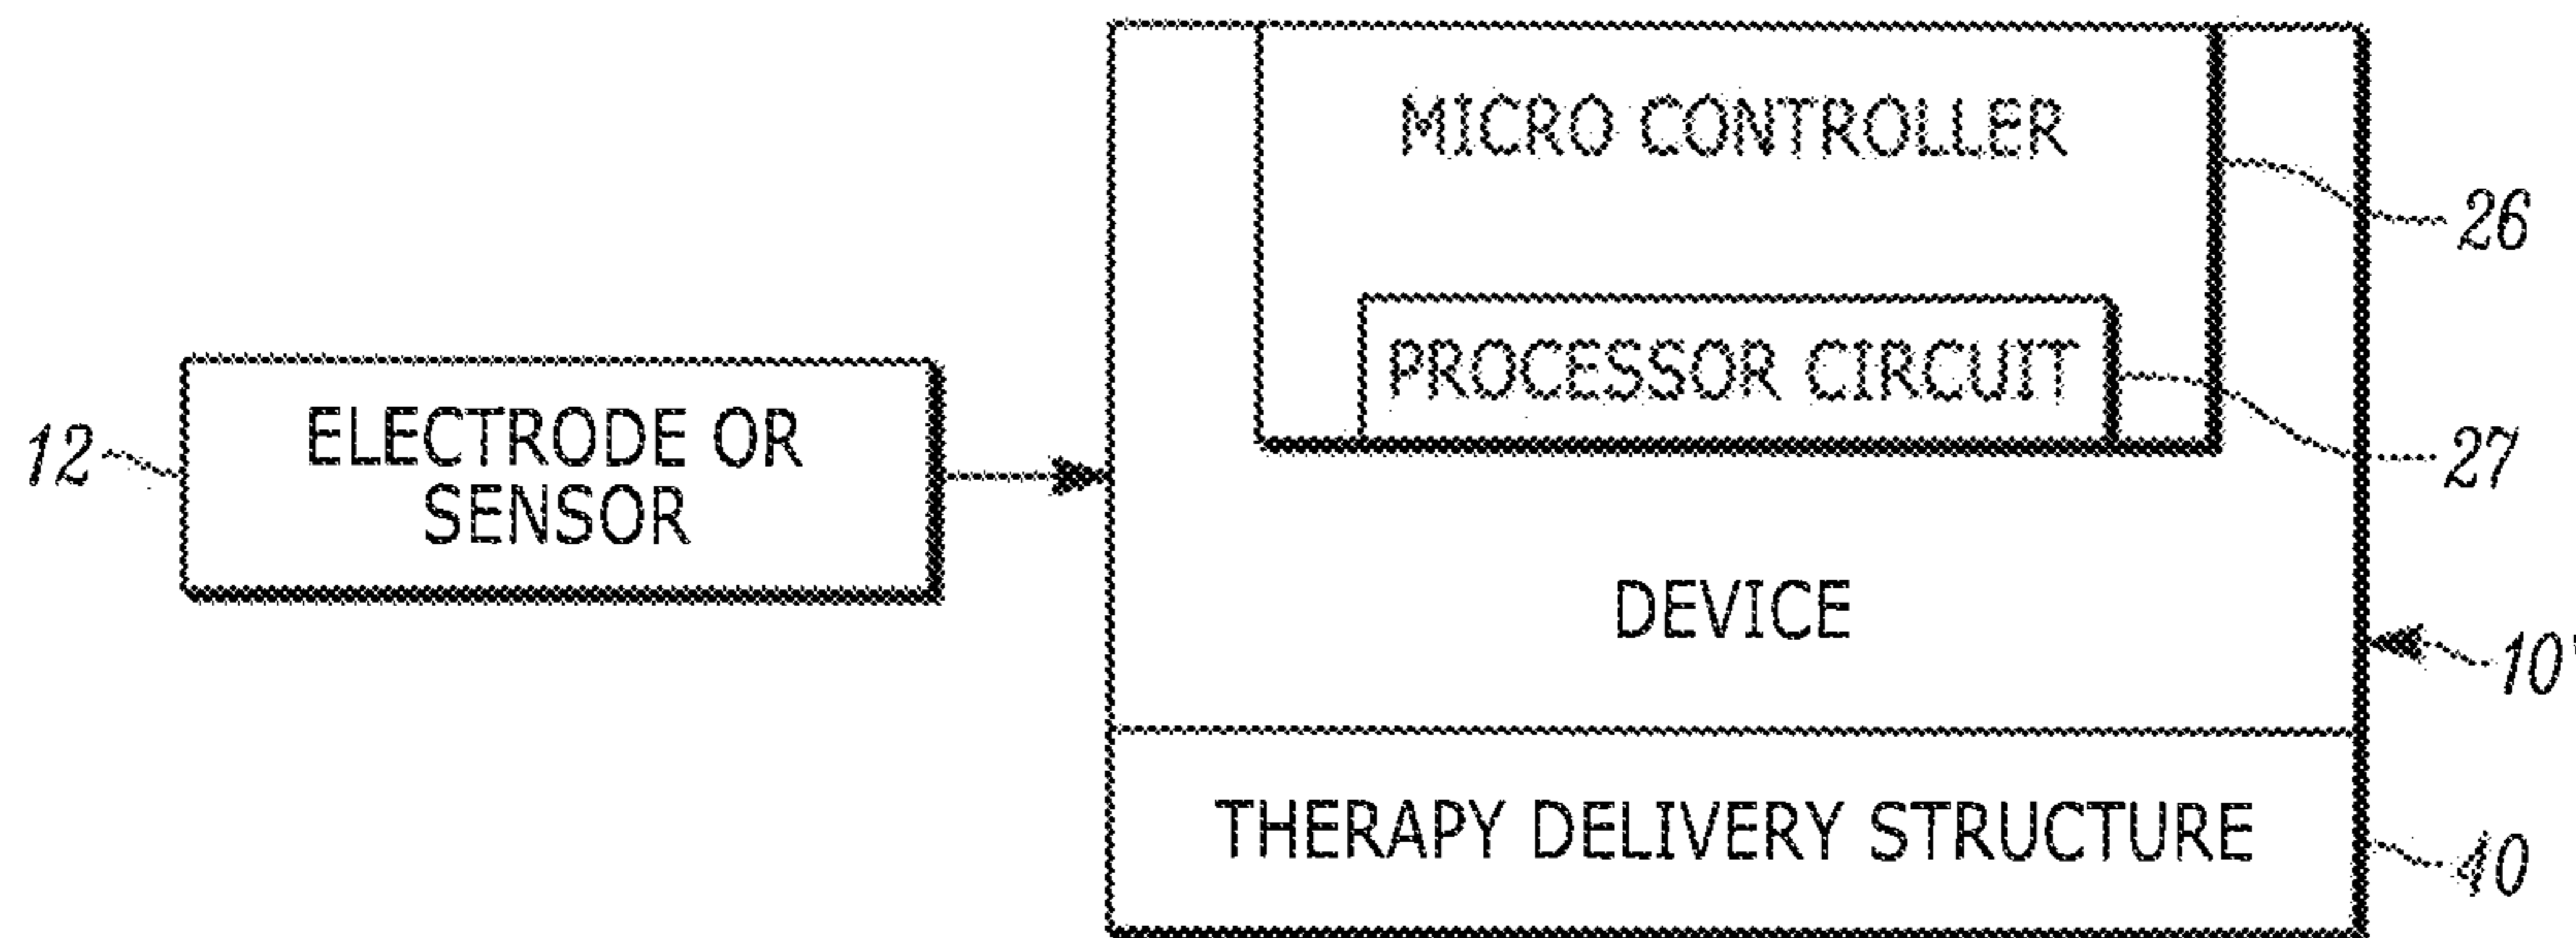 MICRO CONTROLLER
26
PROCESSOR CIRCUIT
27
12
ELECTRODE OR
SENSOR
DEVICE
10'
THERAPY DELIVERY STRUCTURE
40